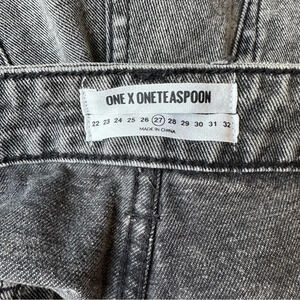 ONE X ONETEASPOON
22 23 24 25 26 27 28 29 30 31 32
MADE IN CHINA